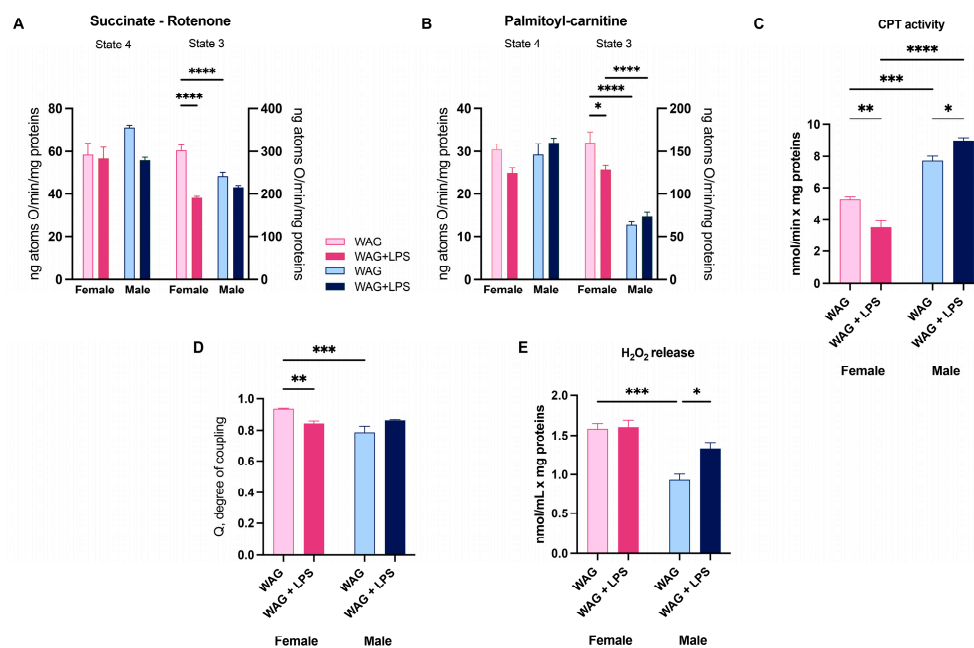 A
Succinate - Rotenone
State 4
State 3
****
****
ng atoms O/min/mg proteins
80
60
40
20
0
400
300
200
100
0
ng atoms O/min/mg proteins
Female Male Female Male
WAG
WAG+LPS
WAG
WAG+LPS
B
Palmitoyl-carnitine
State 4
State 3
****
****
*
ng atoms O/min/mg proteins
40
30
20
10
0
200
150
100
50
0
ng atoms O/min/mg proteins
Female Male Female Male
C
CPT activity
****
***
** *
nmol/min x mg proteins
10
8
6
4
2
0
WAG
WAG + LPS
WAG
WAG + LPS
Female Male
D
***
**
Q, degree of coupling
1.0
0.8
0.6
0.4
0.2
0.0
WAG
WAG + LPS
WAG
WAG + LPS
Female Male
E
H₂O₂ release
*** *
nmol/mL x mg proteins
2.0
1.5
1.0
0.5
0.0
WAG
WAG + LPS
WAG
WAG + LPS
Female Male